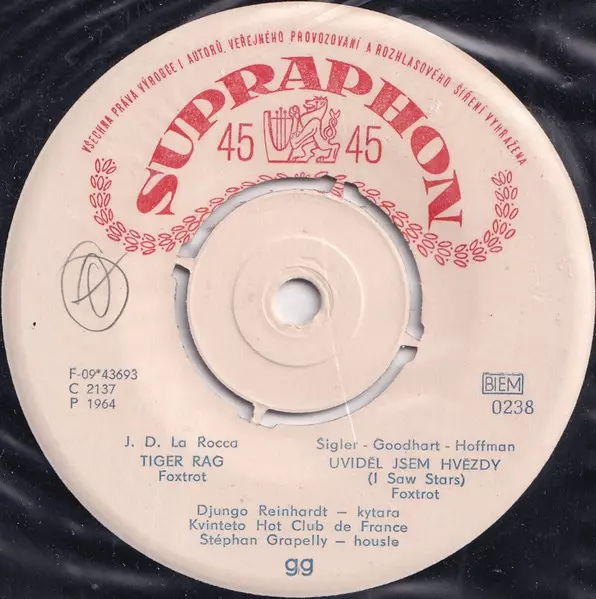 VŠECHNA PRÁVA VÝROBCE I AUTORŮ, VEŘEJNÉHO PROVOZOVÁNÍ A ROZHLASOVÉHO ŠÍŘENÍ VYHRAŽENA
SUPRAPHON
45 45
10
F-09*43693
C 2137
P 1964
BIEM
0238
J. D. La Rocca
TIGER RAG
Foxtrot
Sigler - Goodhart - Hoffman
UVIDĚL JSEM HVĚZDY
(I Saw Stars)
Foxtrot
Djungo Reinhardt — kytara
Kvinteto Hot Club de France
Stéphan Grapelly — housle
gg